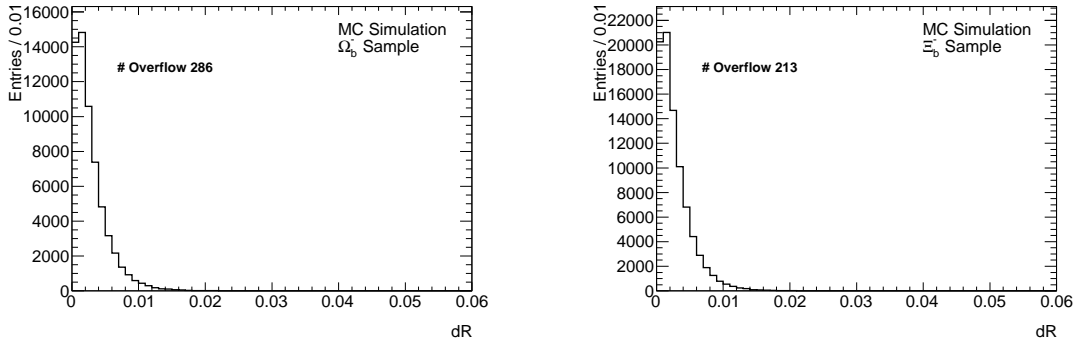 Entries / 0.01
16000
14000
12000
10000
8000
6000
4000
2000
0
MC Simulation
Ω_b^- Sample
# Overflow 286
0 0.01 0.02 0.03 0.04 0.05 0.06
dR
Entries / 0.01
22000
20000
18000
16000
14000
12000
10000
8000
6000
4000
2000
0
MC Simulation
Ξ_b^- Sample
# Overflow 213
0 0.01 0.02 0.03 0.04 0.05 0.06
dR